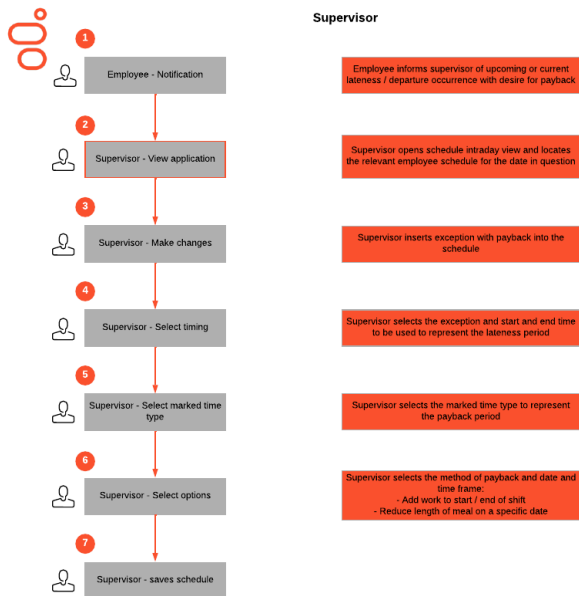 Supervisor
1
Employee - Notification
Employee informs supervisor of upcoming or current
lateness / departure occurrence with desire for payback
2
Supervisor - View application
Supervisor opens schedule intraday view and locates
the relevant employee schedule for the date in question
3
Supervisor - Make changes
Supervisor inserts exception with payback into the
schedule
4
Supervisor - Select timing
Supervisor selects the exception and start and end time
to be used to represent the lateness period
5
Supervisor - Select marked time
type
Supervisor selects the marked time type to represent
the payback period
6
Supervisor - Select options
Supervisor selects the method of payback and date and
time frame:
- Add work to start / end of shift
- Reduce length of meal on a specific date
7
Supervisor - saves schedule